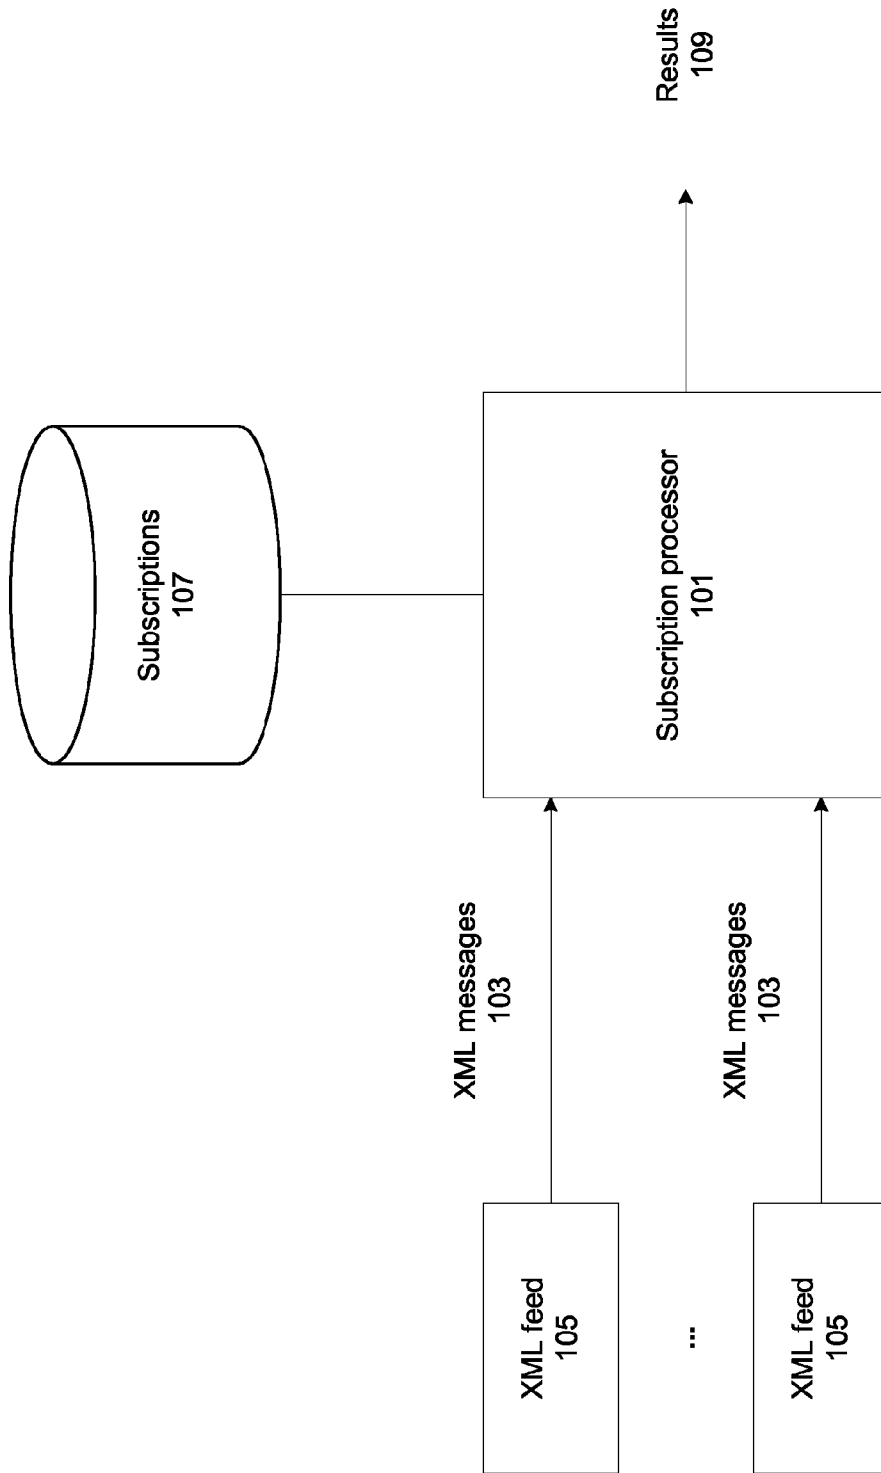 Subscriptions
107
XML feed
105
XML messages
103
Subscription processor
101
Results
109
...
XML feed
105
XML messages
103